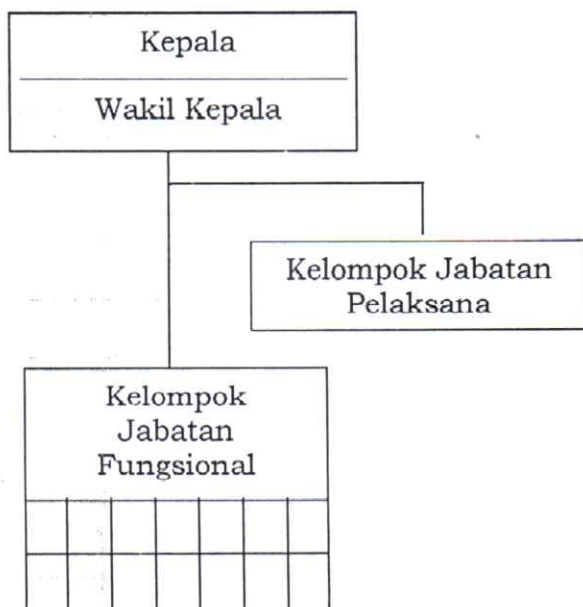 Kepala
Wakil Kepala
Kelompok Jabatan
Pelaksana
Kelompok
Jabatan
Fungsional